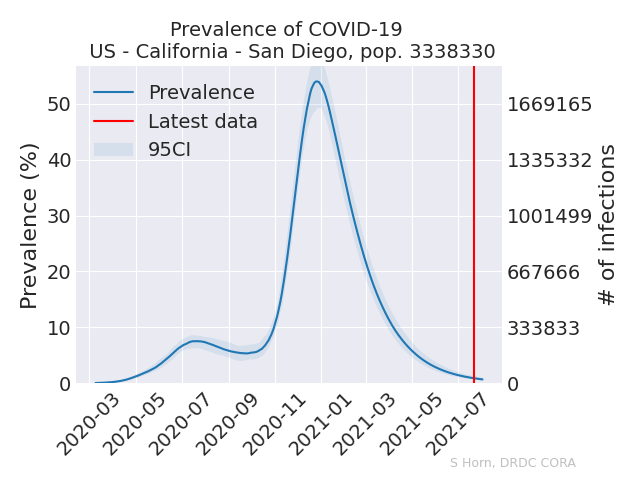 Prevalence of COVID-19
US - California - San Diego, pop. 3338330
Prevalence
Latest data
95CI
Prevalence (%)
50
40
30
20
10
0
1669165
1335332
1001499
667666
333833
0
# of infections
2020-03
2020-05
2020-07
2020-09
2020-11
2021-01
2021-03
2021-05
2021-07
S Horn, DRDC CORA